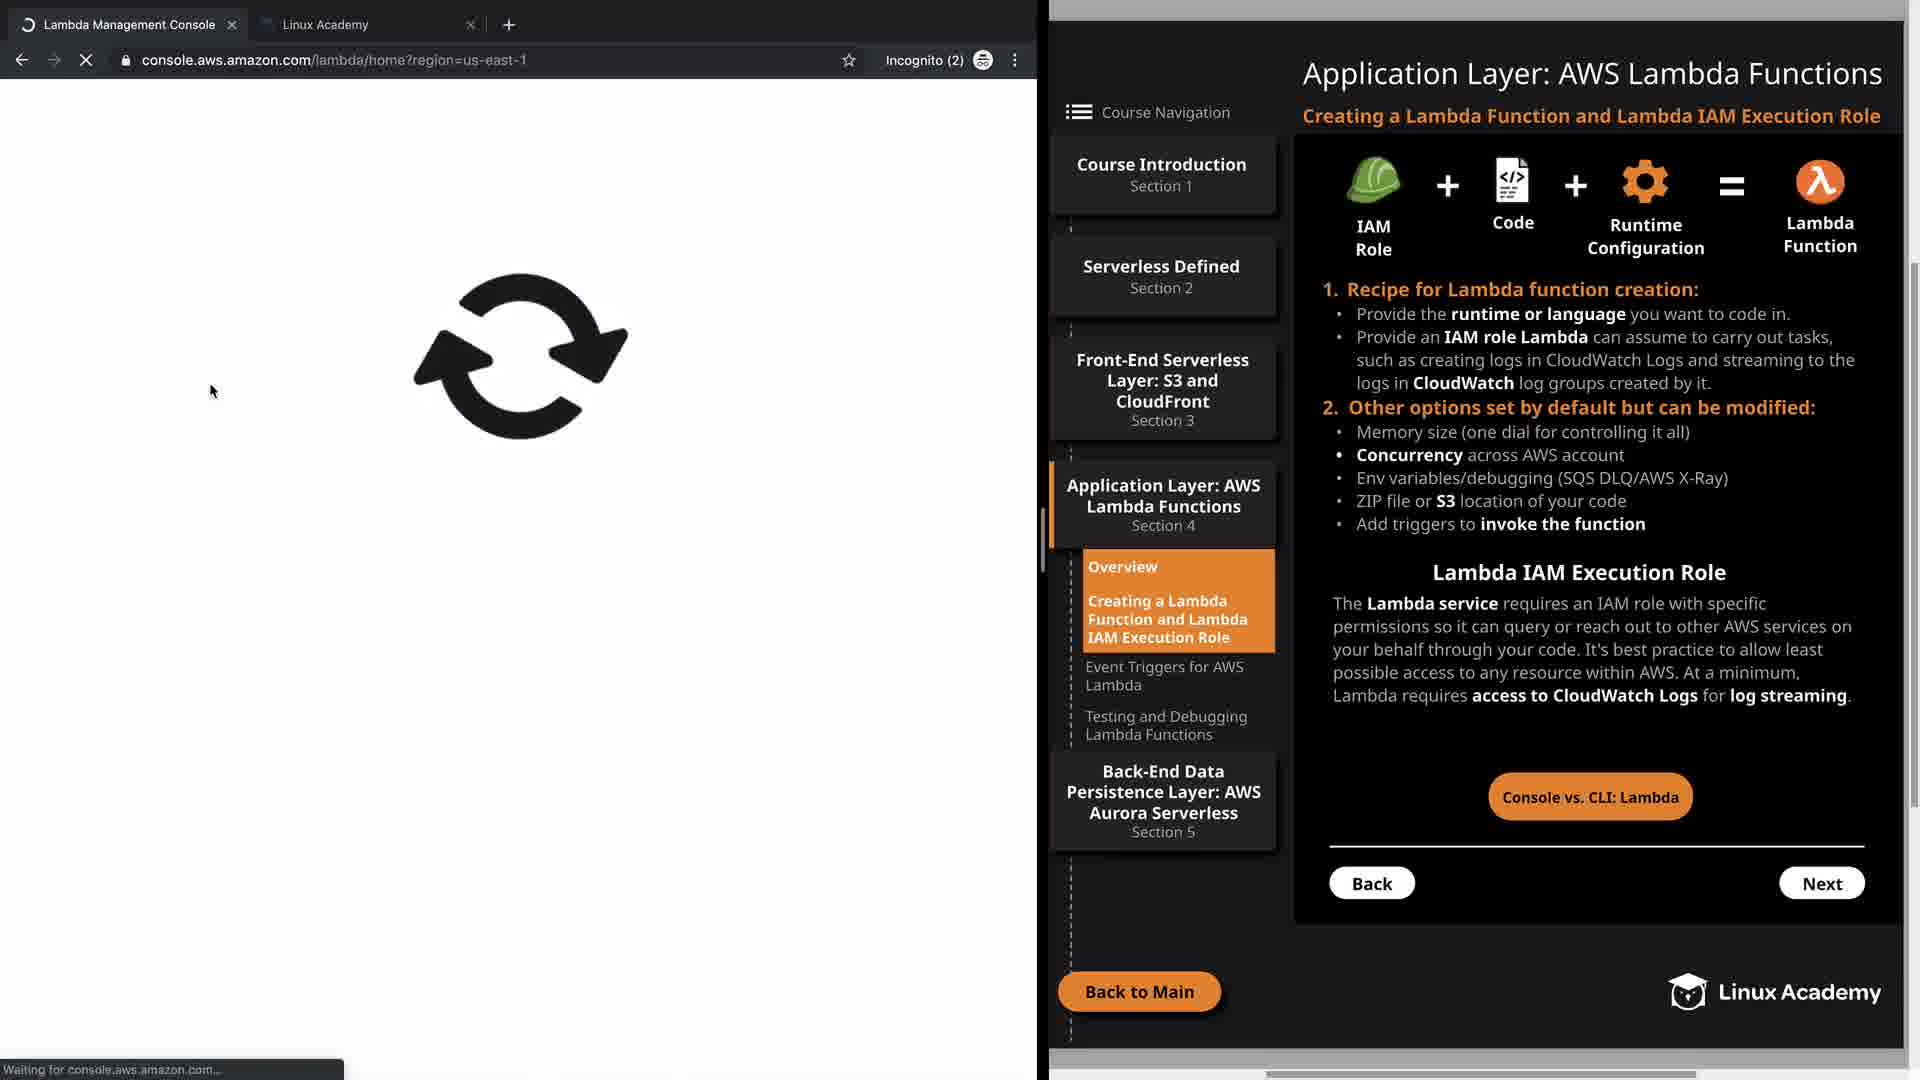 Lambda Management Console
Linux Academy
console.aws.amazon.com/lambda/home?region=us-east-1
Incognito (2)
Waiting for console.aws.amazon.com...
Application Layer: AWS Lambda Functions
Creating a Lambda Function and Lambda IAM Execution Role
Course Navigation
Course Introduction
Section 1
Serverless Defined
Section 2
Front-End Serverless
Layer: S3 and
CloudFront
Section 3
Application Layer: AWS
Lambda Functions
Section 4
Overview
Creating a Lambda
Function and Lambda
IAM Execution Role
Event Triggers for AWS
Lambda
Testing and Debugging
Lambda Functions
Back-End Data
Persistence Layer: AWS
Aurora Serverless
Section 5
Back to Main
IAM
Role
+
</>
Code
+
Runtime
Configuration
=
λ
Lambda
Function
1. Recipe for Lambda function creation:
• Provide the runtime or language you want to code in.
• Provide an IAM role Lambda can assume to carry out tasks,
such as creating logs in CloudWatch Logs and streaming to the
logs in CloudWatch log groups created by it.
2. Other options set by default but can be modified:
• Memory size (one dial for controlling it all)
• Concurrency across AWS account
• Env variables/debugging (SQS DLQ/AWS X-Ray)
• ZIP file or S3 location of your code
• Add triggers to invoke the function
Lambda IAM Execution Role
The Lambda service requires an IAM role with specific
permissions so it can query or reach out to other AWS services on
your behalf through your code. It's best practice to allow least
possible access to any resource within AWS. At a minimum,
Lambda requires access to CloudWatch Logs for log streaming.
Console vs. CLI: Lambda
Back
Next
Linux Academy